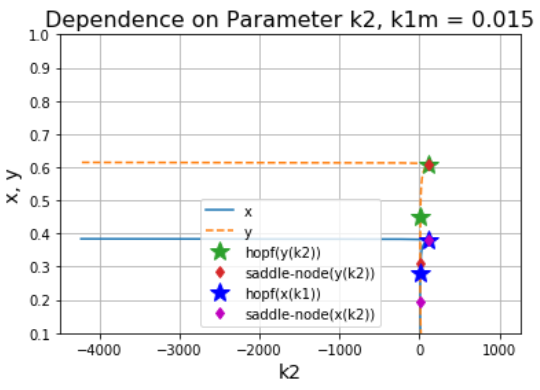 Dependence on Parameter k2, k1m = 0.015
1.0
0.9
0.8
0.7
0.6
0.5
0.4
0.3
0.2
0.1
x, y
x
y
hopf(y(k2))
saddle-node(y(k2))
hopf(x(k1))
saddle-node(x(k2))
−4000 −3000 −2000 −1000 0 1000
k2